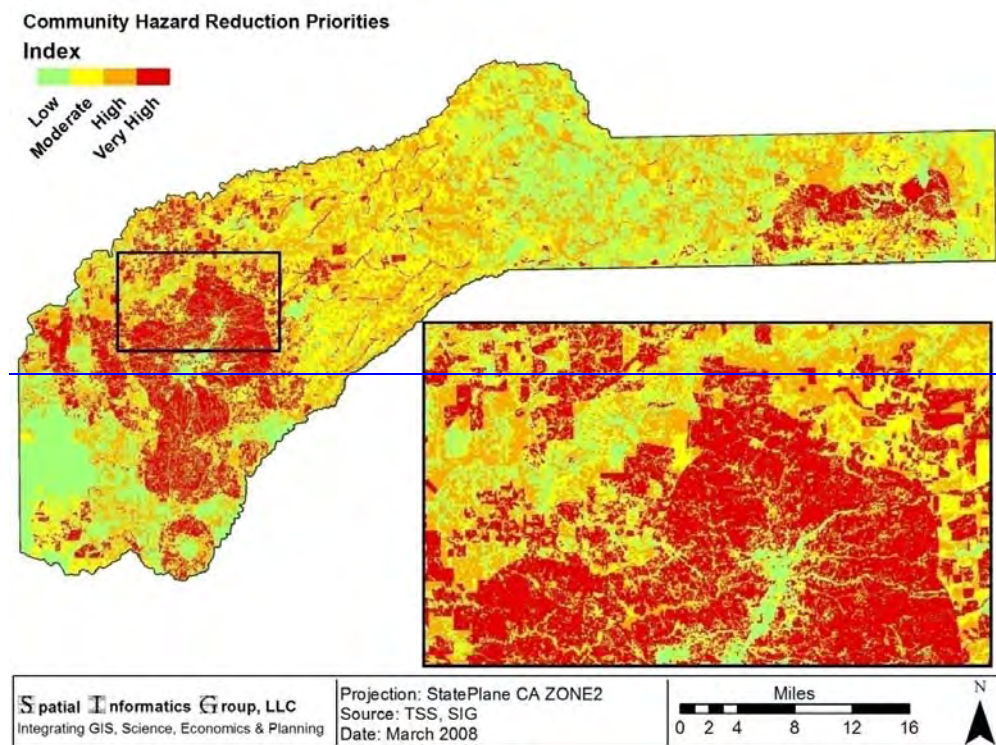 Community Hazard Reduction Priorities
Index
Low
Moderate
High
Very High
Spatial Informatics Group, LLC
Integrating GIS, Science, Economics & Planning
Projection: StatePlane CA ZONE2
Source: TSS, SIG
Date: March 2008
Miles
0 2 4 8 12 16
N